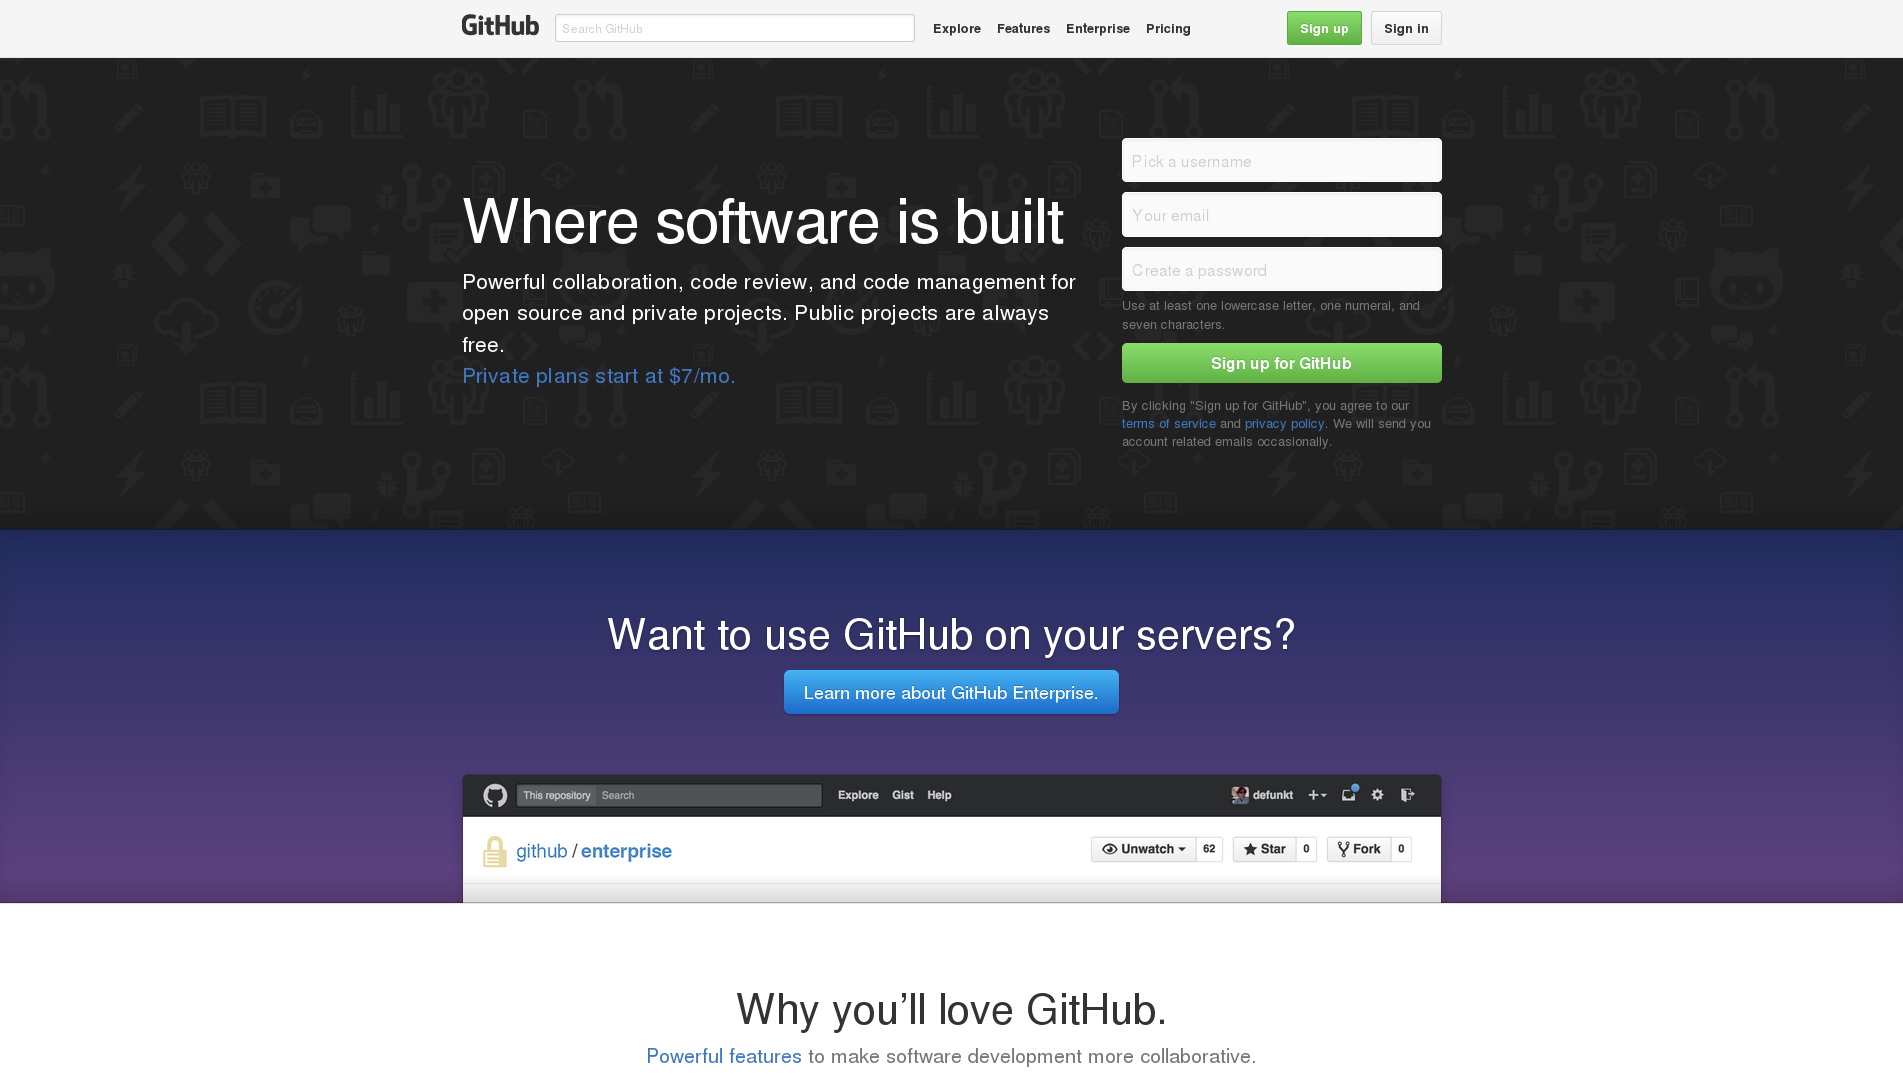 GitHub
Search GitHub
Explore Features Enterprise Pricing
Sign up
Sign in
Where software is built
Powerful collaboration, code review, and code management for
open source and private projects. Public projects are always
free.
Private plans start at $7/mo.
Pick a username
Your email
Create a password
Use at least one lowercase letter, one numeral, and
seven characters.
Sign up for GitHub
By clicking "Sign up for GitHub", you agree to our
terms of service and privacy policy. We will send you
account related emails occasionally.
Want to use GitHub on your servers?
Learn more about GitHub Enterprise.
This repository Search
Explore Gist Help
defunkt
github / enterprise
Unwatch 62
Star 0
Fork 0
Why you’ll love GitHub.
Powerful features to make software development more collaborative.